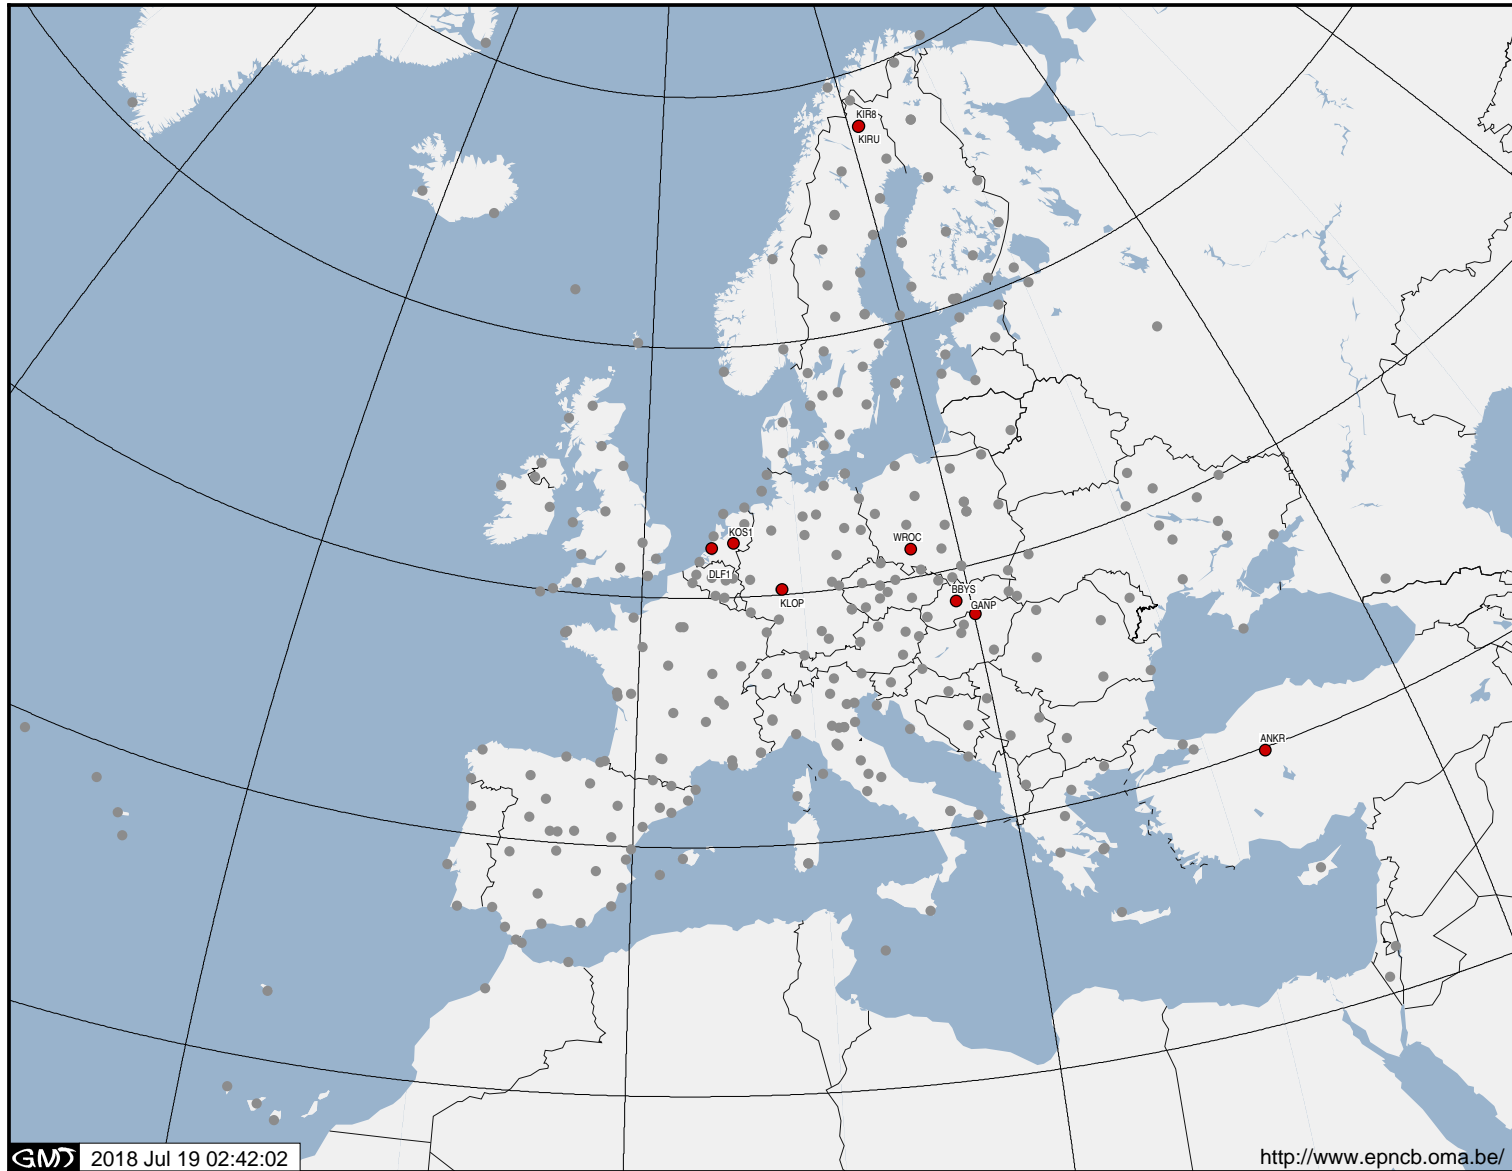 KIR8
KIRU
KOS1
DLF1
WROC
KLOP
BBYS
GANP
ANKR
GMT 2018 Jul 19 02:42:02
http://www.epncb.oma.be/